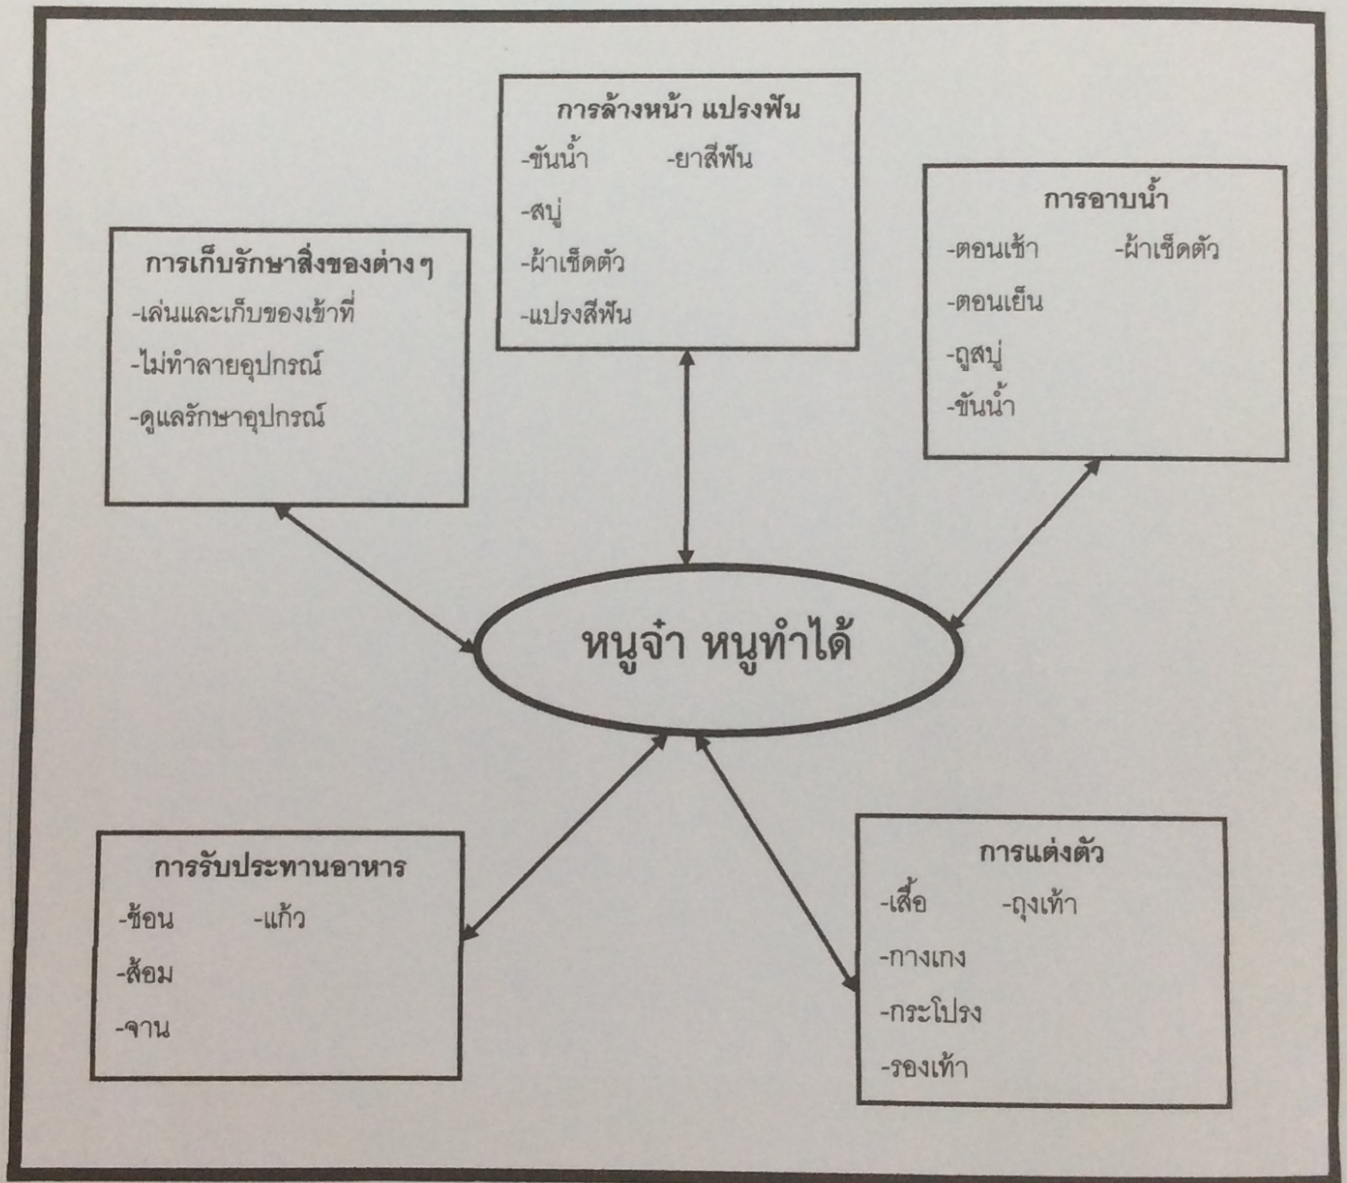 การล้างหน้า แปรงฟัน
-ขันน้ำ -ยาสีฟัน
-สบู่
-ผ้าเช็ดตัว
-แปรงสีฟัน
การอาบน้ำ
-ตอนเช้า -ผ้าเช็ดตัว
-ตอนเย็น
-ถูสบู่
-ขันน้ำ
การเก็บรักษาสิ่งของต่างๆ
-เล่นและเก็บของเข้าที่
-ไม่ทำลายอุปกรณ์
-ดูแลรักษาอุปกรณ์
หนูจ๋า หนูทำได้
การรับประทานอาหาร
-ช้อน -แก้ว
-ส้อม
-จาน
การแต่งตัว
-เสื้อ -ถุงเท้า
-กางเกง
-กระโปรง
-รองเท้า